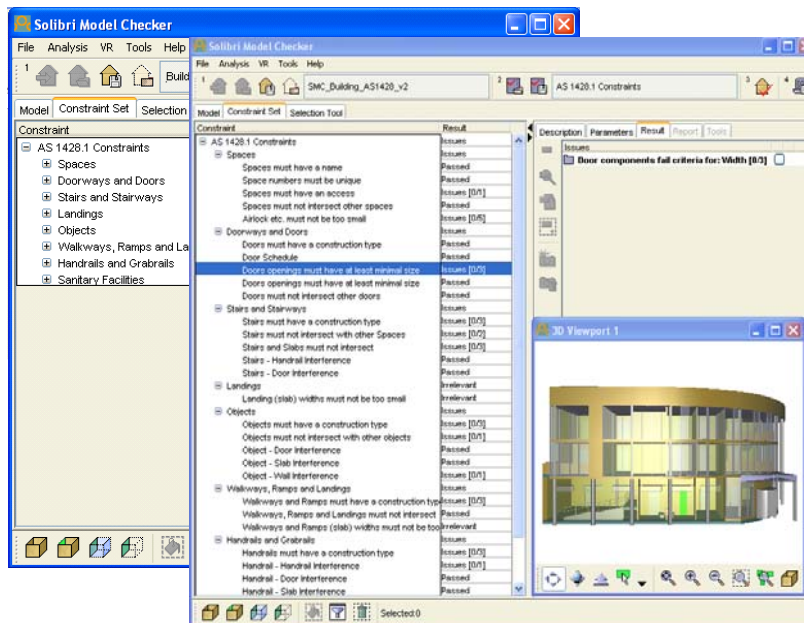 Solibri Model Checker
File Analysis VR Tools Help
1 Build
Model Constraint Set Selection
Constraint
AS 1428.1 Constraints
Spaces
Doorways and Doors
Stairs and Stairways
Landings
Objects
Walkways, Ramps and La
Handrails and Grabrails
Sanitary Facilities
Solibri Model Checker
File Analysis VR Tools Help
1 SMC_Building_AS1428_v2 2 AS 1428.1 Constraints 3 4
Model Constraint Set Selection Tool
Constraint Result
AS 1428.1 Constraints Issues
Spaces Issues
Spaces must have a name Passed
Space numbers must be unique Passed
Spaces must have an access Issues [0/1]
Spaces must not intersect other spaces Passed
Airlock etc. must not be too small Issues [0/5]
Doorways and Doors Issues
Doors must have a construction type Passed
Door Schedule Passed
Doors openings must have at least minimal size Issues [0/3]
Doors openings must have at least minimal size Passed
Doors must not intersect other doors Passed
Stairs and Stairways Issues
Stairs must have a construction type Issues [0/3]
Stairs must not intersect with other Spaces Issues [0/2]
Stairs and Slabs must not intersect Issues [0/3]
Stairs - Handrail Interference Passed
Stairs - Door Interference Passed
Landings Irrelevant
Landing (slab) widths must not be too small Irrelevant
Objects Issues
Objects must have a construction type Issues [0/3]
Objects must not intersect with other objects Issues [0/1]
Object - Door Interference Passed
Object - Slab Interference Passed
Object - Wall Interference Issues [0/1]
Walkways, Ramps and Landings Issues
Walkways and Ramps must have a construction typ Issues [0/3]
Walkways, Ramps and Landings must not intersect Passed
Walkways and Ramps (slab) widths must not be too Irrelevant
Handrails and Grabrails Issues
Handrails must have a construction type Issues [0/3]
Handrail - Handrail Interference Issues [0/1]
Handrail - Door Interference Passed
Handrail - Slab Interference Passed
Selected:0
Description Parameters Result Report Tools
Issues
Door components fail criteria for: Width [0/3]
3D Viewport 1